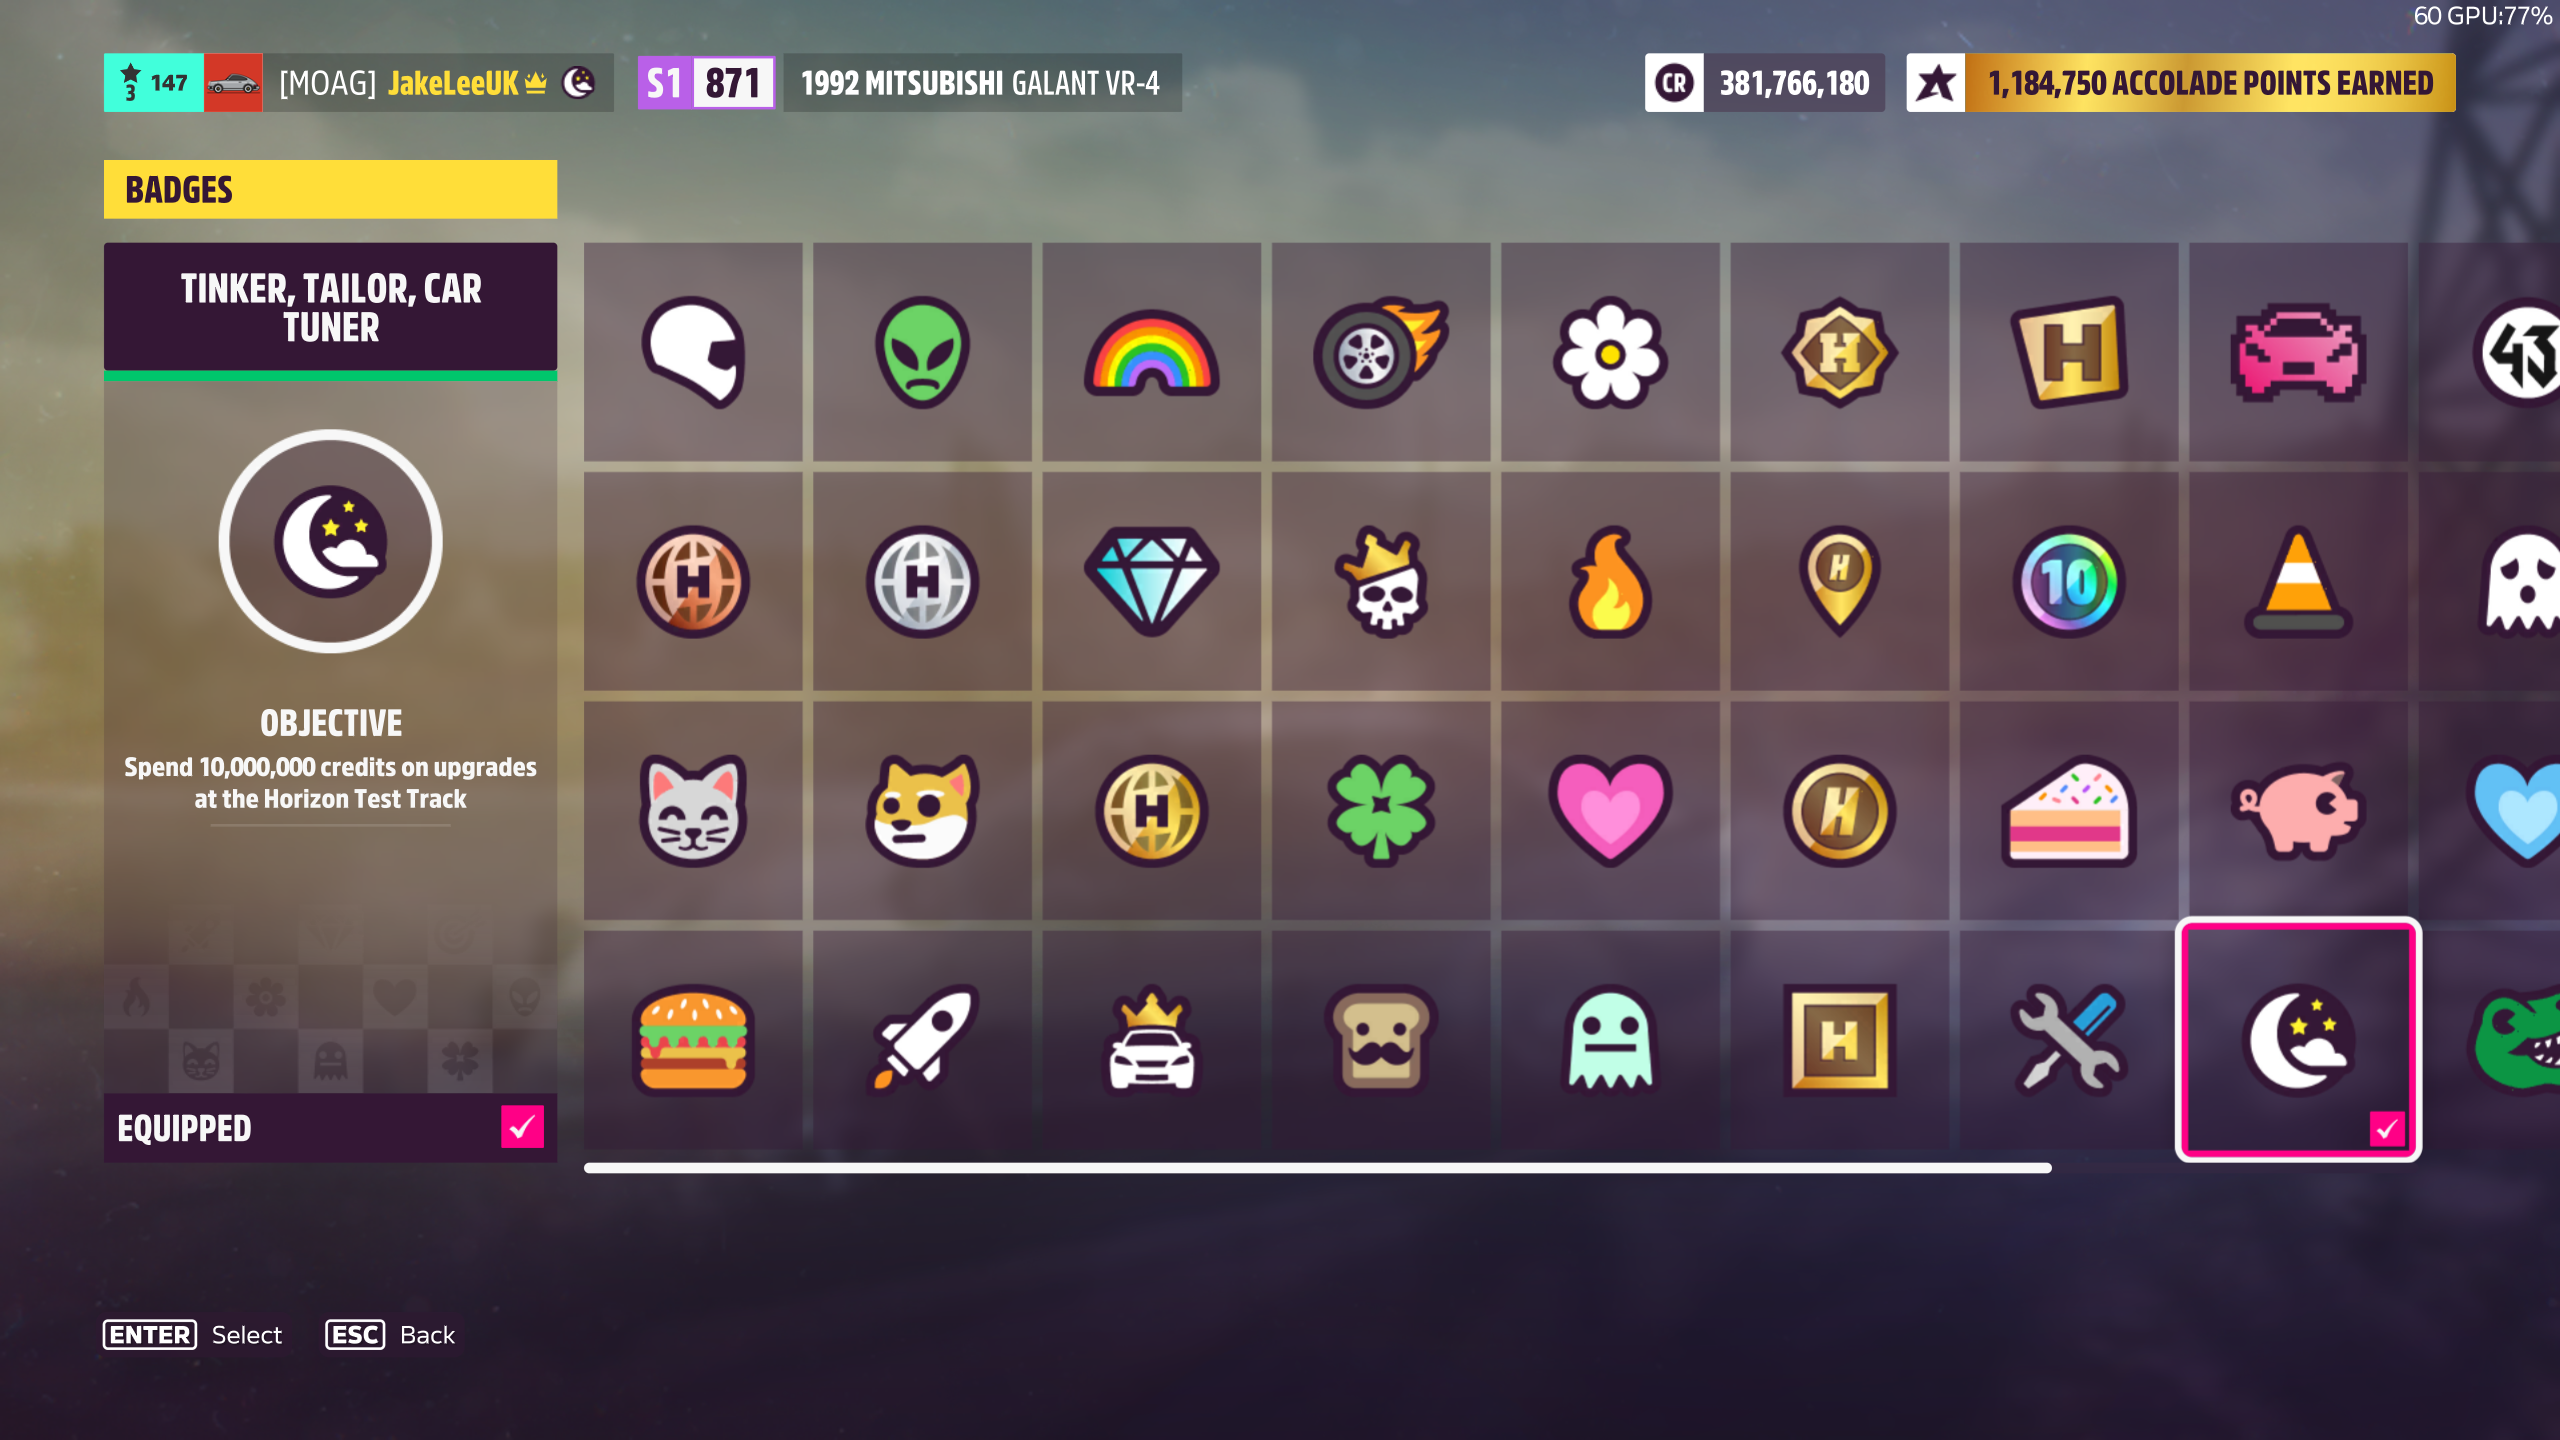 60 GPU:77%
3 147 [MOAG] JakeLeeUK S1 871 1992 MITSUBISHI GALANT VR-4 CR 381,766,180 1,184,750 ACCOLADE POINTS EARNED
BADGES
TINKER, TAILOR, CAR
TUNER
OBJECTIVE
Spend 10,000,000 credits on upgrades
at the Horizon Test Track
EQUIPPED
H H 43
H H H 10
H H
H
ENTER Select ESC Back